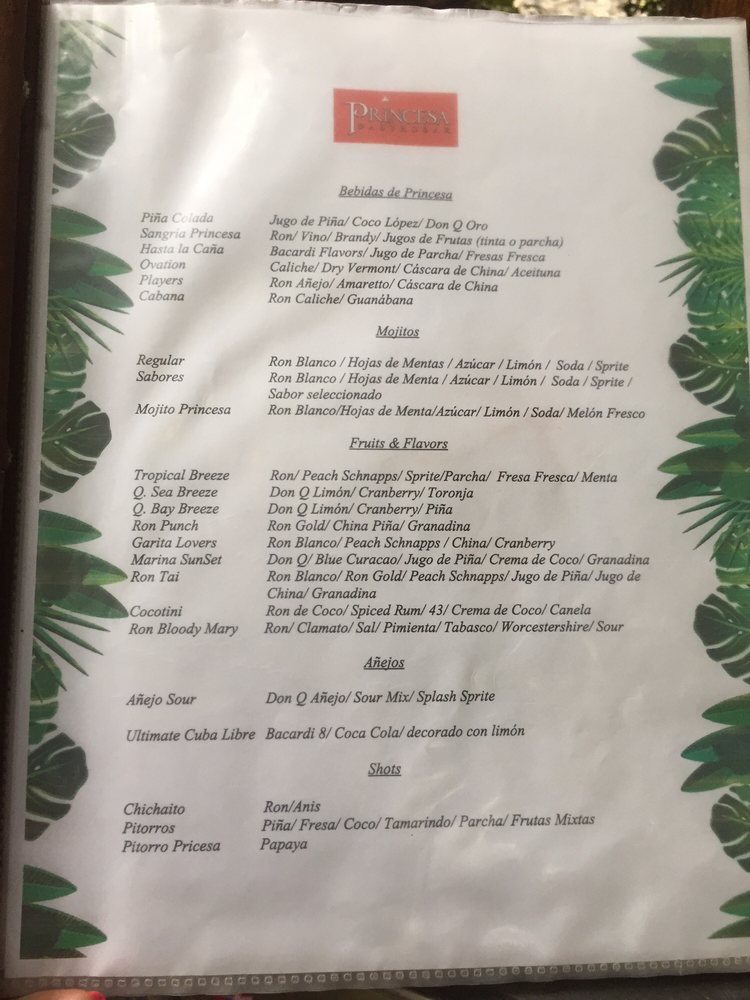 PRINCESA
GASTROBAR
Bebidas de Princesa
Piña Colada Jugo de Piña/ Coco López/ Don Q Oro
Sangria Princesa Ron/ Vino/ Brandy/ Jugos de Frutas (tinta o parcha)
Hasta la Caña Bacardi Flavors/ Jugo de Parcha/ Fresas Fresca
Ovation Caliche/ Dry Vermont/ Cáscara de China/ Aceituna
Players Ron Añejo/ Amaretto/ Cáscara de China
Cabana Ron Caliche/ Guanábana
Mojitos
Regular Ron Blanco / Hojas de Mentas / Azúcar / Limón / Soda / Sprite
Sabores Ron Blanco / Hojas de Menta / Azúcar / Limón / Soda / Sprite /
Sabor seleccionado
Mojito Princesa Ron Blanco/Hojas de Menta/Azúcar/ Limón / Soda/ Melón Fresco
Fruits & Flavors
Tropical Breeze Ron/ Peach Schnapps/ Sprite/Parcha/ Fresa Fresca/ Menta
Q. Sea Breeze Don Q Limón/ Cranberry/ Toronja
Q. Bay Breeze Don Q Limón/ Cranberry/ Piña
Ron Punch Ron Gold/ China Piña/ Granadina
Garita Lovers Ron Blanco/ Peach Schnapps / China/ Cranberry
Marina SunSet Don Q/ Blue Curacao/ Jugo de Piña/ Crema de Coco/ Granadina
Ron Tai Ron Blanco/ Ron Gold/ Peach Schnapps/ Jugo de Piña/ Jugo de
China/ Granadina
Cocotini Ron de Coco/ Spiced Rum/ 43/ Crema de Coco/ Canela
Ron Bloody Mary Ron/ Clamato/ Sal/ Pimienta/ Tabasco/ Worcestershire/ Sour
Añejos
Añejo Sour Don Q Añejo/ Sour Mix/ Splash Sprite
Ultimate Cuba Libre Bacardi 8/ Coca Cola/ decorado con limón
Shots
Chichaito Ron/Anis
Pitorros Piña/ Fresa/ Coco/ Tamarindo/ Parcha/ Frutas Mixtas
Pitorro Pricesa Papaya